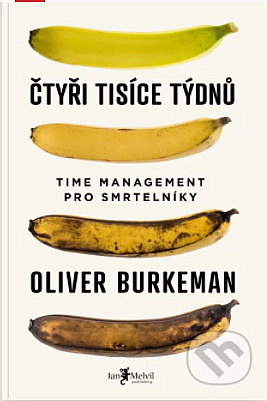 ČTYŘI TISÍCE TÝDNŮ
TIME MANAGEMENT
PRO SMRTELNÍKY
OLIVER BURKEMAN
Jan Melvil
publishing